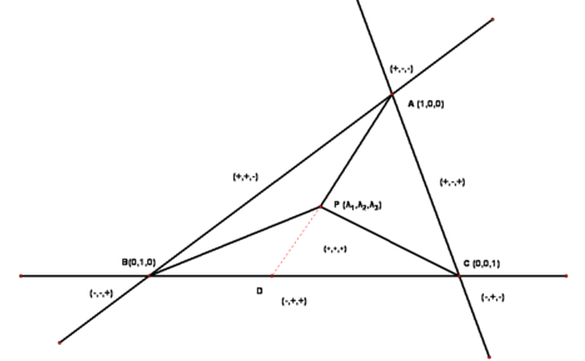 (+,-,-)
A (1,0,0)
(+,+,-)
(+,-,+)
P (λ₁,λ₂,λ₃)
(+,+,+)
B(0,1,0)
C (0,0,1)
(-,-,+)
D
(-,+,+)
(-,+,-)